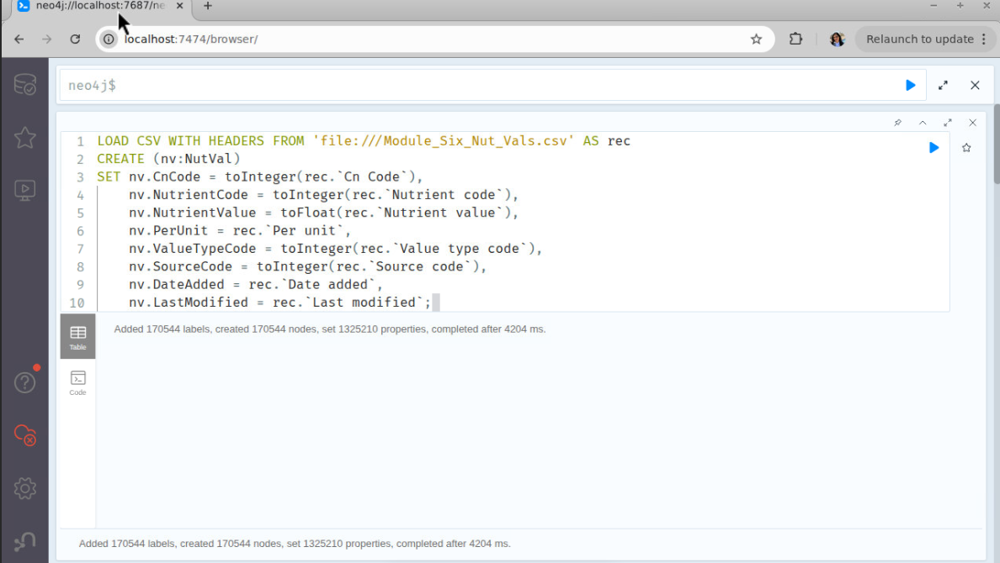 neo4j://localhost:7687/ne
localhost:7474/browser/
Relaunch to update
neo4j$
1 LOAD CSV WITH HEADERS FROM 'file:///Module_Six_Nut_Vals.csv' AS rec
2 CREATE (nv:NutVal)
3 SET nv.CnCode = toInteger(rec.`Cn Code`),
4 nv.NutrientCode = toInteger(rec.`Nutrient code`),
5 nv.NutrientValue = toFloat(rec.`Nutrient value`),
6 nv.PerUnit = rec.`Per unit`,
7 nv.ValueTypeCode = toInteger(rec.`Value type code`),
8 nv.SourceCode = toInteger(rec.`Source code`),
9 nv.DateAdded = rec.`Date added`,
10 nv.LastModified = rec.`Last modified`;
Table
Added 170544 labels, created 170544 nodes, set 1325210 properties, completed after 4204 ms.
Code
Added 170544 labels, created 170544 nodes, set 1325210 properties, completed after 4204 ms.